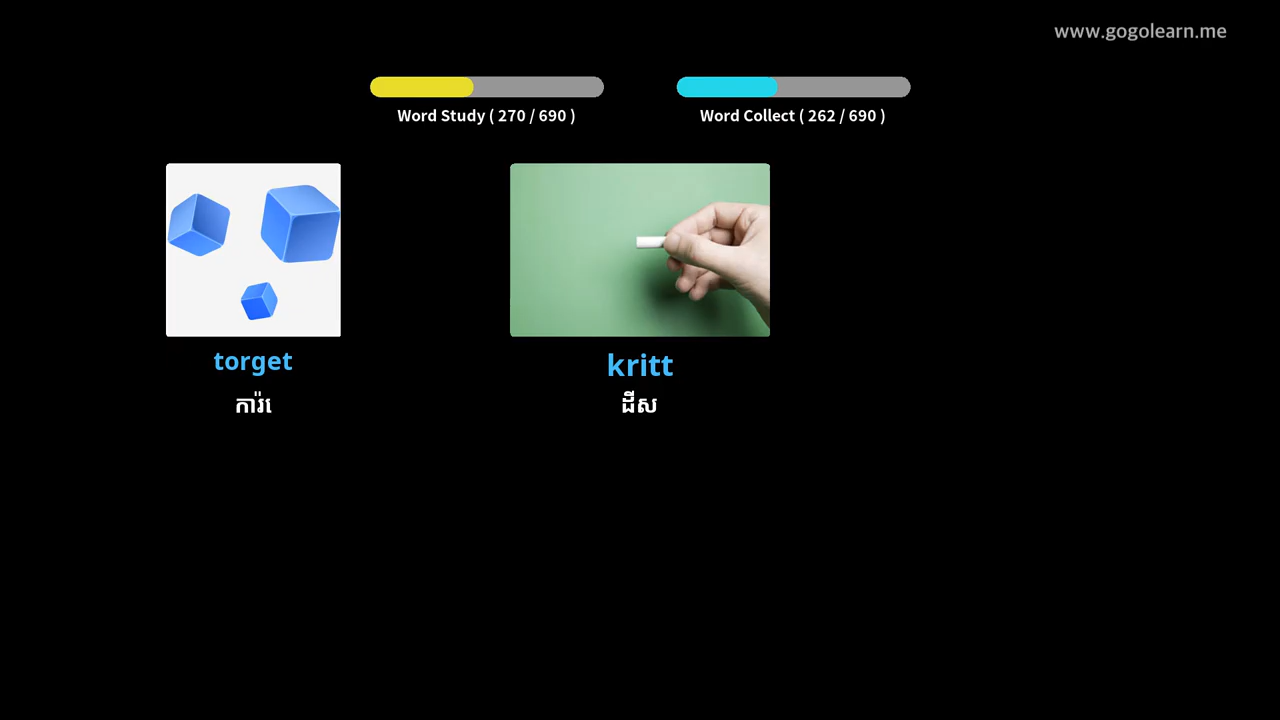 www.gogolearn.me
Word Study ( 270 / 690 )
Word Collect ( 262 / 690 )
torget
ការ៉េ
kritt
ដីស